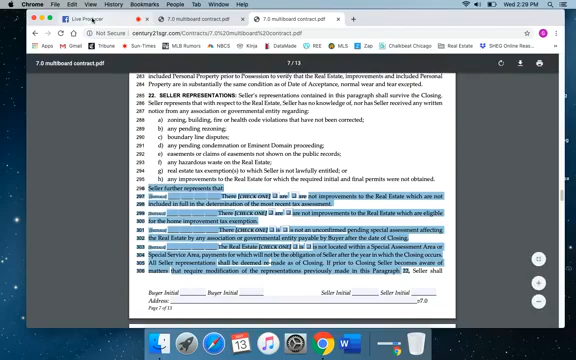 Chrome File Edit View History Bookmarks People Tab Window Help Wed 2:29 PM
Live Producer 7.0 multiboard contract.pdf 7.0 multiboard contract.pdf
Not Secure century21sgr.com/Contracts/7.0%20multiboard%20contract.pdf
Tribune Sun-Times MLB Rumors NBC Kinja DataMade REE Zap Chalkbeat Chicago NYTimes SHEQ Online Resour...
7.0 multiboard contract.pdf 7 / 13
283 included Personal Property prior to Possession to verify that the Real Estate, improvements and included Personal
284 Property are in substantially the same condition as of Date of Acceptance, normal wear and tear excepted.
285 22. SELLER REPRESENTATIONS: Seller's representations contained in this paragraph shall survive the Closing.
286 Seller represents that with respect to the Real Estate, Seller has no knowledge of, nor has Seller received any written
287 notice from any association or governmental entity regarding:
288 a) zoning, building, fire or health code violations that have not been corrected;
289 b) any pending rezoning;
290 c) boundary line disputes;
291 d) any pending condemnation or Eminent Domain proceeding;
292 e) easements or claims of easements not shown on the public records;
293 f) any hazardous waste on the Real Estate;
294 g) real estate tax exemption(s) to which Seller is not lawfully entitled; or
295 h) any improvements to the Real Estate for which the required initial and final permits were not obtained.
296 Seller further represents that:
297 [Initials] There [CHECK ONE] are are not improvements to the Real Estate which are not
298 included in full in the determination of the most recent tax assessment.
299 [Initials] There [CHECK ONE] are are not improvements to the Real Estate which are eligible
300 for the home improvement tax exemption.
301 [Initials] There [CHECK ONE] is is not an unconfirmed pending special assessment affecting
302 the Real Estate by any association or governmental entity payable by Buyer after the date of Closing.
303 [Initials] The Real Estate [CHECK ONE] is is not located within a Special Assessment Area or
304 Special Service Area, payments for which will not be the obligation of Seller after the year in which the Closing occurs.
305 All Seller representations shall be deemed re-made as of Closing. If prior to Closing Seller becomes aware of
306 matters that require modification of the representations previously made in this Paragraph 22, Seller shall
Buyer Initial Buyer Initial Seller Initial Seller Initial
Address: v7.0
Page 7 of 13